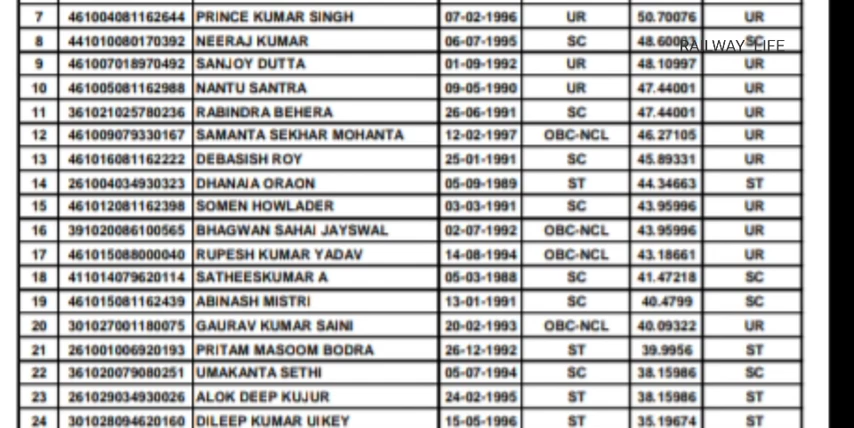 7 461004081162644 PRINCE KUMAR SINGH 07-02-1996 UR 50.70076 UR
8 441010080170392 NEERAJ KUMAR 06-07-1995 SC SC
RAILWAY LIFE
9 461007018970492 SANJOY DUTTA 01-09-1992 UR 48.10997 UR
10 461005081162988 NANTU SANTRA 09-05-1990 UR 47.44001 UR
11 361021025780236 RABINDRA BEHERA 26-06-1991 SC 47.44001 UR
12 461009079330167 SAMANTA SEKHAR MOHANTA 12-02-1997 OBC-NCL 46.27105 UR
13 461016081162222 DEBASISH ROY 25-01-1991 SC 45.89331 UR
14 261004034930323 DHANAIA ORAON 05-09-1989 ST 44.34663 ST
15 461012081162398 SOMEN HOWLADER 03-03-1991 SC 43.95996 UR
16 391020086100565 BHAGWAN SAHAI JAYSWAL 02-07-1992 OBC-NCL 43.95996 UR
17 461015088000040 RUPESH KUMAR YADAV 14-08-1994 OBC-NCL 43.18661 UR
18 411014079620114 SATHEESKUMAR A 05-03-1988 SC 41.47218 SC
19 461015081162439 ABINASH MISTRI 13-01-1991 SC 40.4799 SC
20 301027001180075 GAURAV KUMAR SAINI 20-02-1993 OBC-NCL 40.09322 UR
21 261001006920193 PRITAM MASOOM BODRA 26-12-1992 ST 39.9956 ST
22 361020079080251 UMAKANTA SETHI 05-07-1994 SC 38.15986 SC
23 261029034930026 ALOK DEEP KUJUR 24-02-1995 ST 38.15986 ST
24 301028094620160 DILEEP KUMAR UIKEY 15-05-1996 ST 35.19674 ST